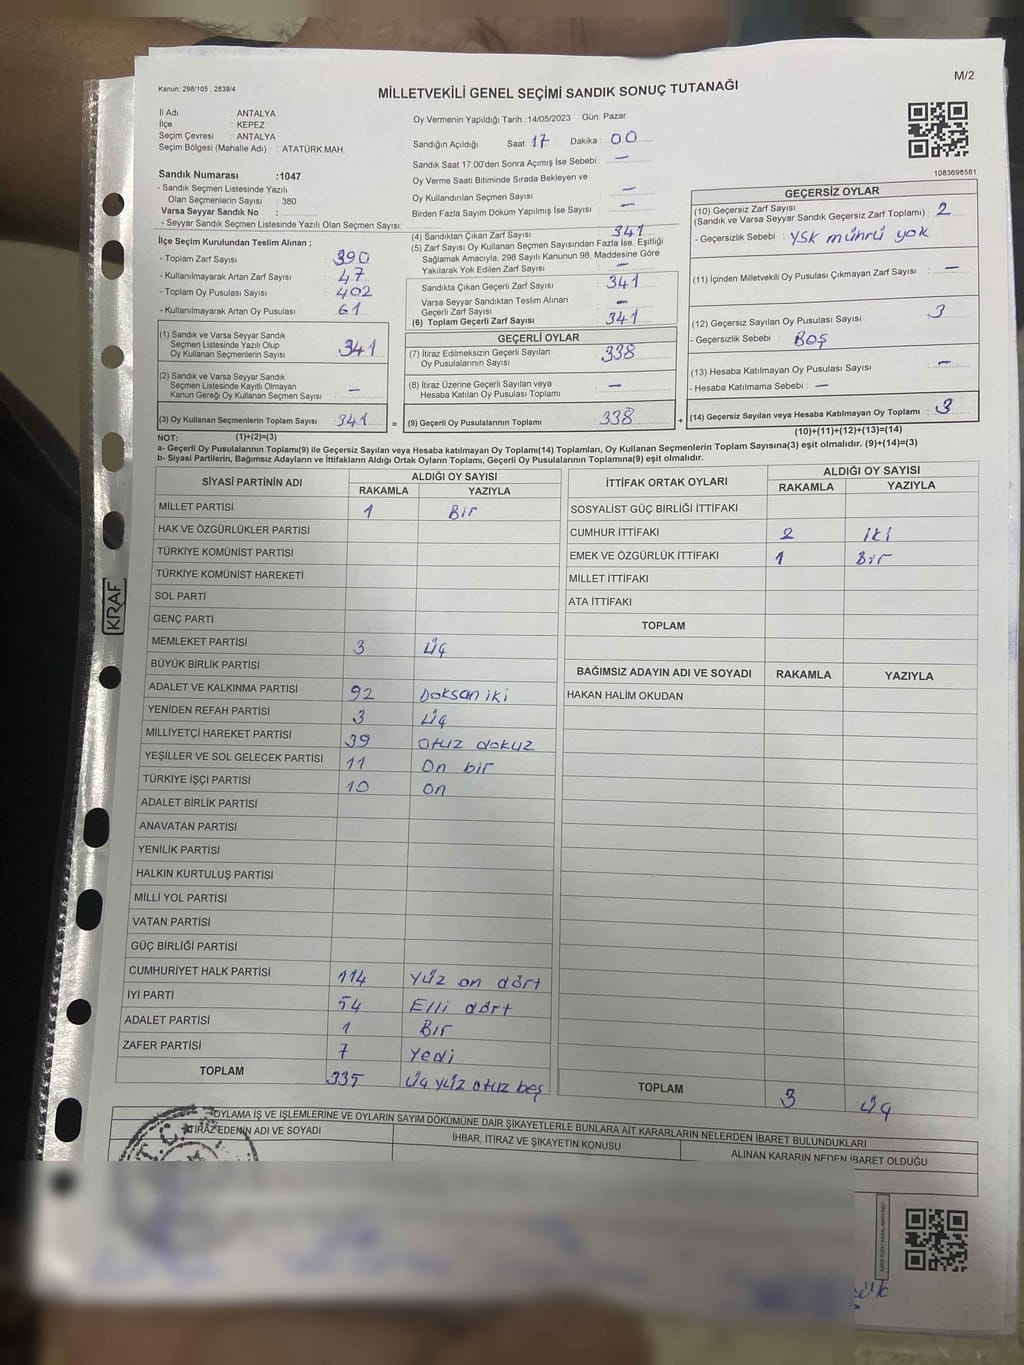 M/2
Kanun: 298/105 , 2839/4
MİLLETVEKİLİ GENEL SEÇİMİ SANDIK SONUÇ TUTANAĞI
İl Adı : ANTALYA
İlçe : KEPEZ
Seçim Çevresi : ANTALYA
Seçim Bölgesi (Mahalle Adı) : ATATÜRK MAH.
Sandık Numarası :1047
- Sandık Seçmen Listesinde Yazılı
Olan Seçmenlerin Sayısı : 380
Varsa Seyyar Sandık No :
- Seyyar Sandık Seçmen Listesinde Yazılı Olan Seçmen Sayısı:
Oy Vermenin Yapıldığı Tarih :14/05/2023 Gün: Pazar
Sandığın Açıldığı Saat: 17 Dakika: 00
Sandık Saat 17:00'den Sonra Açımış İse Sebebi : —
Oy Verme Saati Bitiminde Sırada Bekleyen ve
Oy Kullandırılan Seçmen Sayısı : —
Birden Fazla Sayım Döküm Yapılmış İse Sayısı : —
1083698581
İlçe Seçim Kurulundan Teslim Alınan ;
- Toplam Zarf Sayısı : 390
- Kullanılmayarak Artan Zarf Sayısı : 47
- Toplam Oy Pusulası Sayısı : 402
- Kullanılmayarak Artan Oy Pusulası : 61
(1) Sandık ve Varsa Seyyar Sandık
Seçmen Listesinde Yazılı Olup
Oy Kullanan Seçmenlerin Sayısı : 341
(2) Sandık ve Varsa Seyyar Sandık
Seçmen Listesinde Kayıtlı Olmayan
Kanun Gereği Oy Kullanan Seçmen Sayısı : —
(3) Oy Kullanan Seçmenlerin Toplam Sayısı : 341
(4) Sandıktan Çıkan Zarf Sayısı : 341
(5) Zarf Sayısı Oy Kullanan Seçmen Sayısından Fazla İse, Eşitliği
Sağlamak Amacıyla, 298 Sayılı Kanunun 98. Maddesine Göre
Yakılarak Yok Edilen Zarf Sayısı : —
Sandıkta Çıkan Geçerli Zarf Sayısı : 341
Varsa Seyyar Sandıktan Teslim Alınan
Geçerli Zarf Sayısı : —
(6) Toplam Geçerli Zarf Sayısı : 341
GEÇERLİ OYLAR
(7) İtiraz Edilmeksizin Geçerli Sayılan
Oy Pusulalarının Sayısı : 338
(8) İtiraz Üzerine Geçerli Sayılan veya
Hesaba Katılan Oy Pusulası Toplamı : —
= (9) Geçerli Oy Pusulalarının Toplamı : 338
GEÇERSİZ OYLAR
(10) Geçersiz Zarf Sayısı
(Sandık ve Varsa Seyyar Sandık Geçersiz Zarf Toplamı) : 2
- Geçersizlik Sebebi : YSK mührü yok
(11) İçinden Milletvekili Oy Pusulası Çıkmayan Zarf Sayısı : —
(12) Geçersiz Sayılan Oy Pusulası Sayısı : 3
- Geçersizlik Sebebi : BOŞ
(13) Hesaba Katılmayan Oy Pusulası Sayısı : —
- Hesaba Katılmama Sebebi : —
+ (14) Geçersiz Sayılan veya Hesaba Katılmayan Oy Toplamı : 3
NOT: (1)+(2)=(3)
(10)+(11)+(12)+(13)=(14)
a- Geçerli Oy Pusulalarının Toplamı(9) ile Geçersiz Sayılan veya Hesaba katılmayan Oy Toplamı(14) Toplamları, Oy Kullanan Seçmenlerin Toplam Sayısına(3) eşit olmalıdır. (9)+(14)=(3)
b- Siyasi Partilerin, Bağımsız Adayların ve İttifakların Aldığı Ortak Oyların Toplamı, Geçerli Oy Pusulalarının Toplamına(9) eşit olmalıdır.
SİYASİ PARTİNİN ADI ALDIĞI OY SAYISI
RAKAMLA YAZIYLA
MİLLET PARTİSİ 1 Bir
HAK VE ÖZGÜRLÜKLER PARTİSİ
TÜRKİYE KOMÜNİST PARTİSİ
TÜRKİYE KOMÜNİST HAREKETİ
SOL PARTİ
GENÇ PARTİ
MEMLEKET PARTİSİ 3 üç
BÜYÜK BİRLİK PARTİSİ
ADALET VE KALKINMA PARTİSİ 92 Doksan iki
YENİDEN REFAH PARTİSİ 3 üç
MİLLİYETÇİ HAREKET PARTİSİ 39 otuz dokuz
YEŞİLLER VE SOL GELECEK PARTİSİ 11 On bir
TÜRKİYE İŞÇİ PARTİSİ 10 on
ADALET BİRLİK PARTİSİ
ANAVATAN PARTİSİ
YENİLİK PARTİSİ
HALKIN KURTULUŞ PARTİSİ
MİLLİ YOL PARTİSİ
VATAN PARTİSİ
GÜÇ BİRLİĞİ PARTİSİ
CUMHURİYET HALK PARTİSİ 114 yüz on dört
İYİ PARTİ 54 Elli dört
ADALET PARTİSİ 1 Bir
ZAFER PARTİSİ 7 yedi
TOPLAM 335 üç yüz otuz beş
İTTİFAK ORTAK OYLARI ALDIĞI OY SAYISI
RAKAMLA YAZIYLA
SOSYALİST GÜÇ BİRLİĞİ İTTİFAKI
CUMHUR İTTİFAKI 2 iki
EMEK VE ÖZGÜRLÜK İTTİFAKI 1 Bir
MİLLET İTTİFAKI
ATA İTTİFAKI
TOPLAM
BAĞIMSIZ ADAYIN ADI VE SOYADI RAKAMLA YAZIYLA
HAKAN HALİM OKUDAN
TOPLAM 3 üç
OYLAMA İŞ VE İŞLEMLERİNE VE OYLARIN SAYIM DÖKÜMÜNE DAİR ŞİKAYETLERLE BUNLARA AİT KARARLARIN NELERDEN İBARET BULUNDUKLARI
İTİRAZ EDENİN ADI VE SOYADI İHBAR, İTİRAZ VE ŞİKAYETİN KONUSU ALINAN KARARIN NEDEN İBARET OLDUĞU
T.C.
KRAF